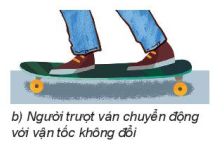 b) Người trượt ván chuyển động
với vận tốc không đổi